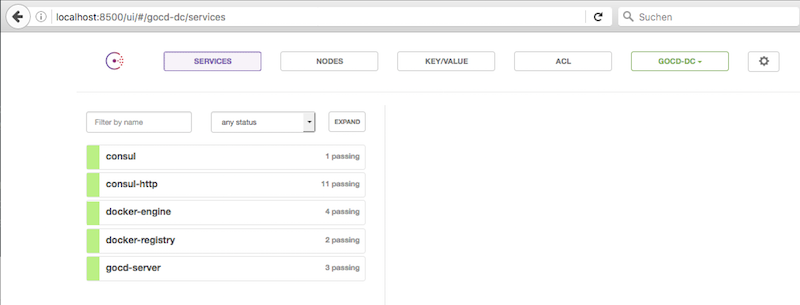 localhost:8500/ui/#/gocd-dc/services
Suchen
SERVICES
NODES
KEY/VALUE
ACL
GOCD-DC
Filter by name
any status
EXPAND
consul
1 passing
consul-http
11 passing
docker-engine
4 passing
docker-registry
2 passing
gocd-server
3 passing